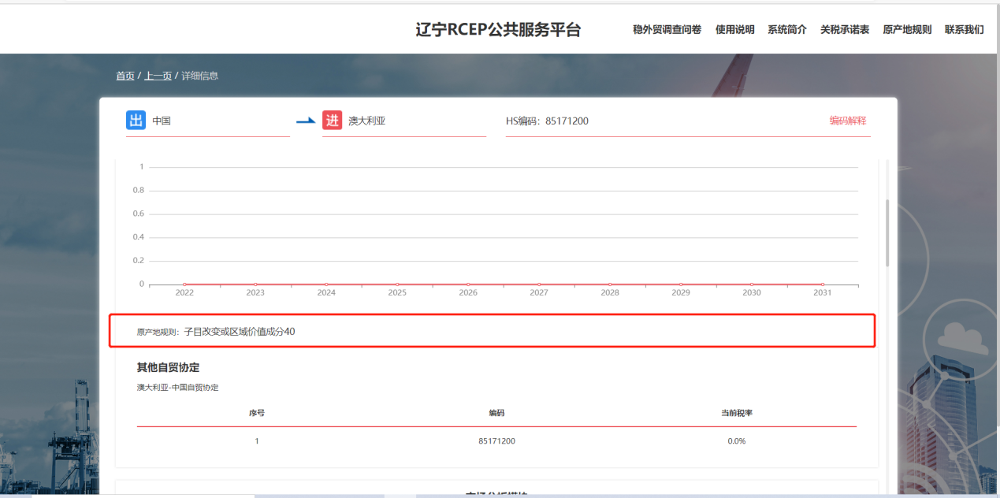 辽宁RCEP公共服务平台
稳外贸调查问卷 使用说明 系统简介 关税承诺表 原产地规则 联系我们
首页 / 上一页 / 详细信息
出 中国 进 澳大利亚 HS编码：85171200 编码解释
1
0.8
0.6
0.4
0.2
0
2022 2023 2024 2025 2026 2027 2028 2029 2030 2031
原产地规则：子目改变或区域价值成分40
其他自贸协定
澳大利亚-中国自贸协定
序号 编码 当前税率
1 85171200 0.0%